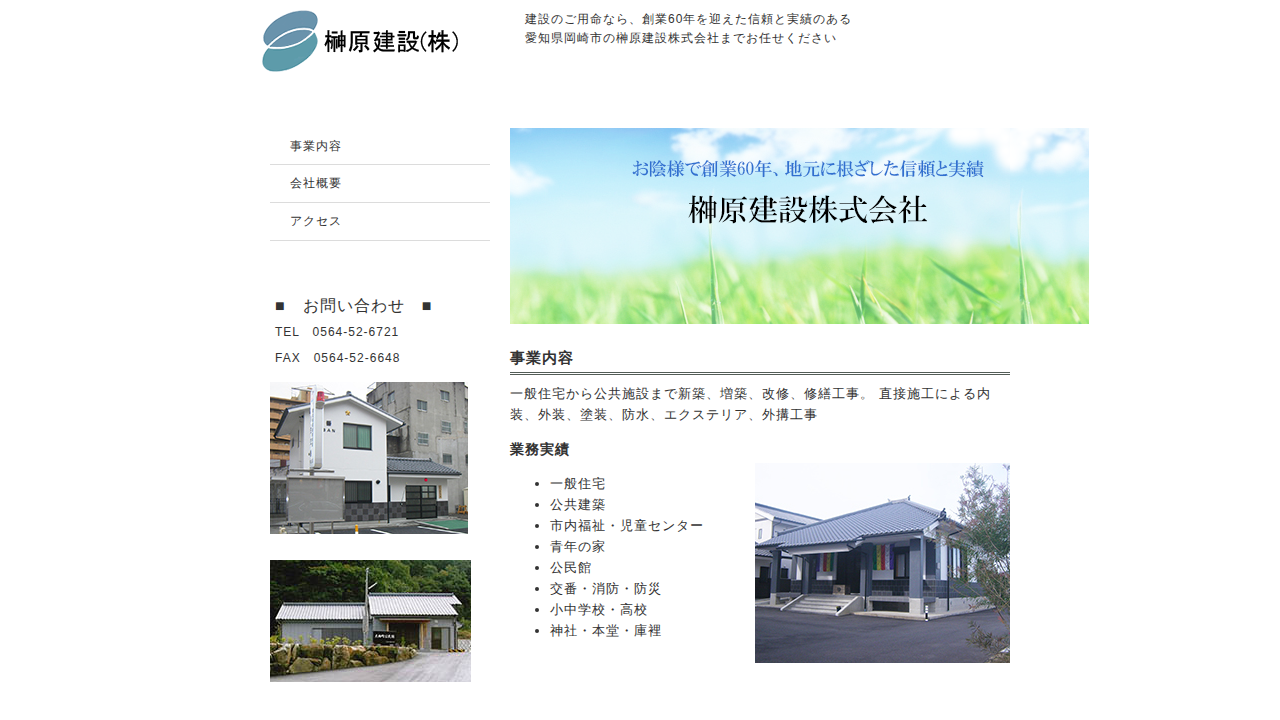 榊原建設(株)
建設のご用命なら、創業60年を迎えた信頼と実績のある
愛知県岡崎市の榊原建設株式会社までお任せください
事業内容
会社概要
アクセス
■　お問い合わせ　■
TEL　0564-52-6721
FAX　0564-52-6648
お陰様で創業60年、地元に根ざした信頼と実績
榊原建設株式会社
事業内容
一般住宅から公共施設まで新築、増築、改修、修繕工事。 直接施工による内
装、外装、塗装、防水、エクステリア、外構工事
業務実績
• 一般住宅
• 公共建築
• 市内福祉・児童センター
• 青年の家
• 公民館
• 交番・消防・防災
• 小中学校・高校
• 神社・本堂・庫裡